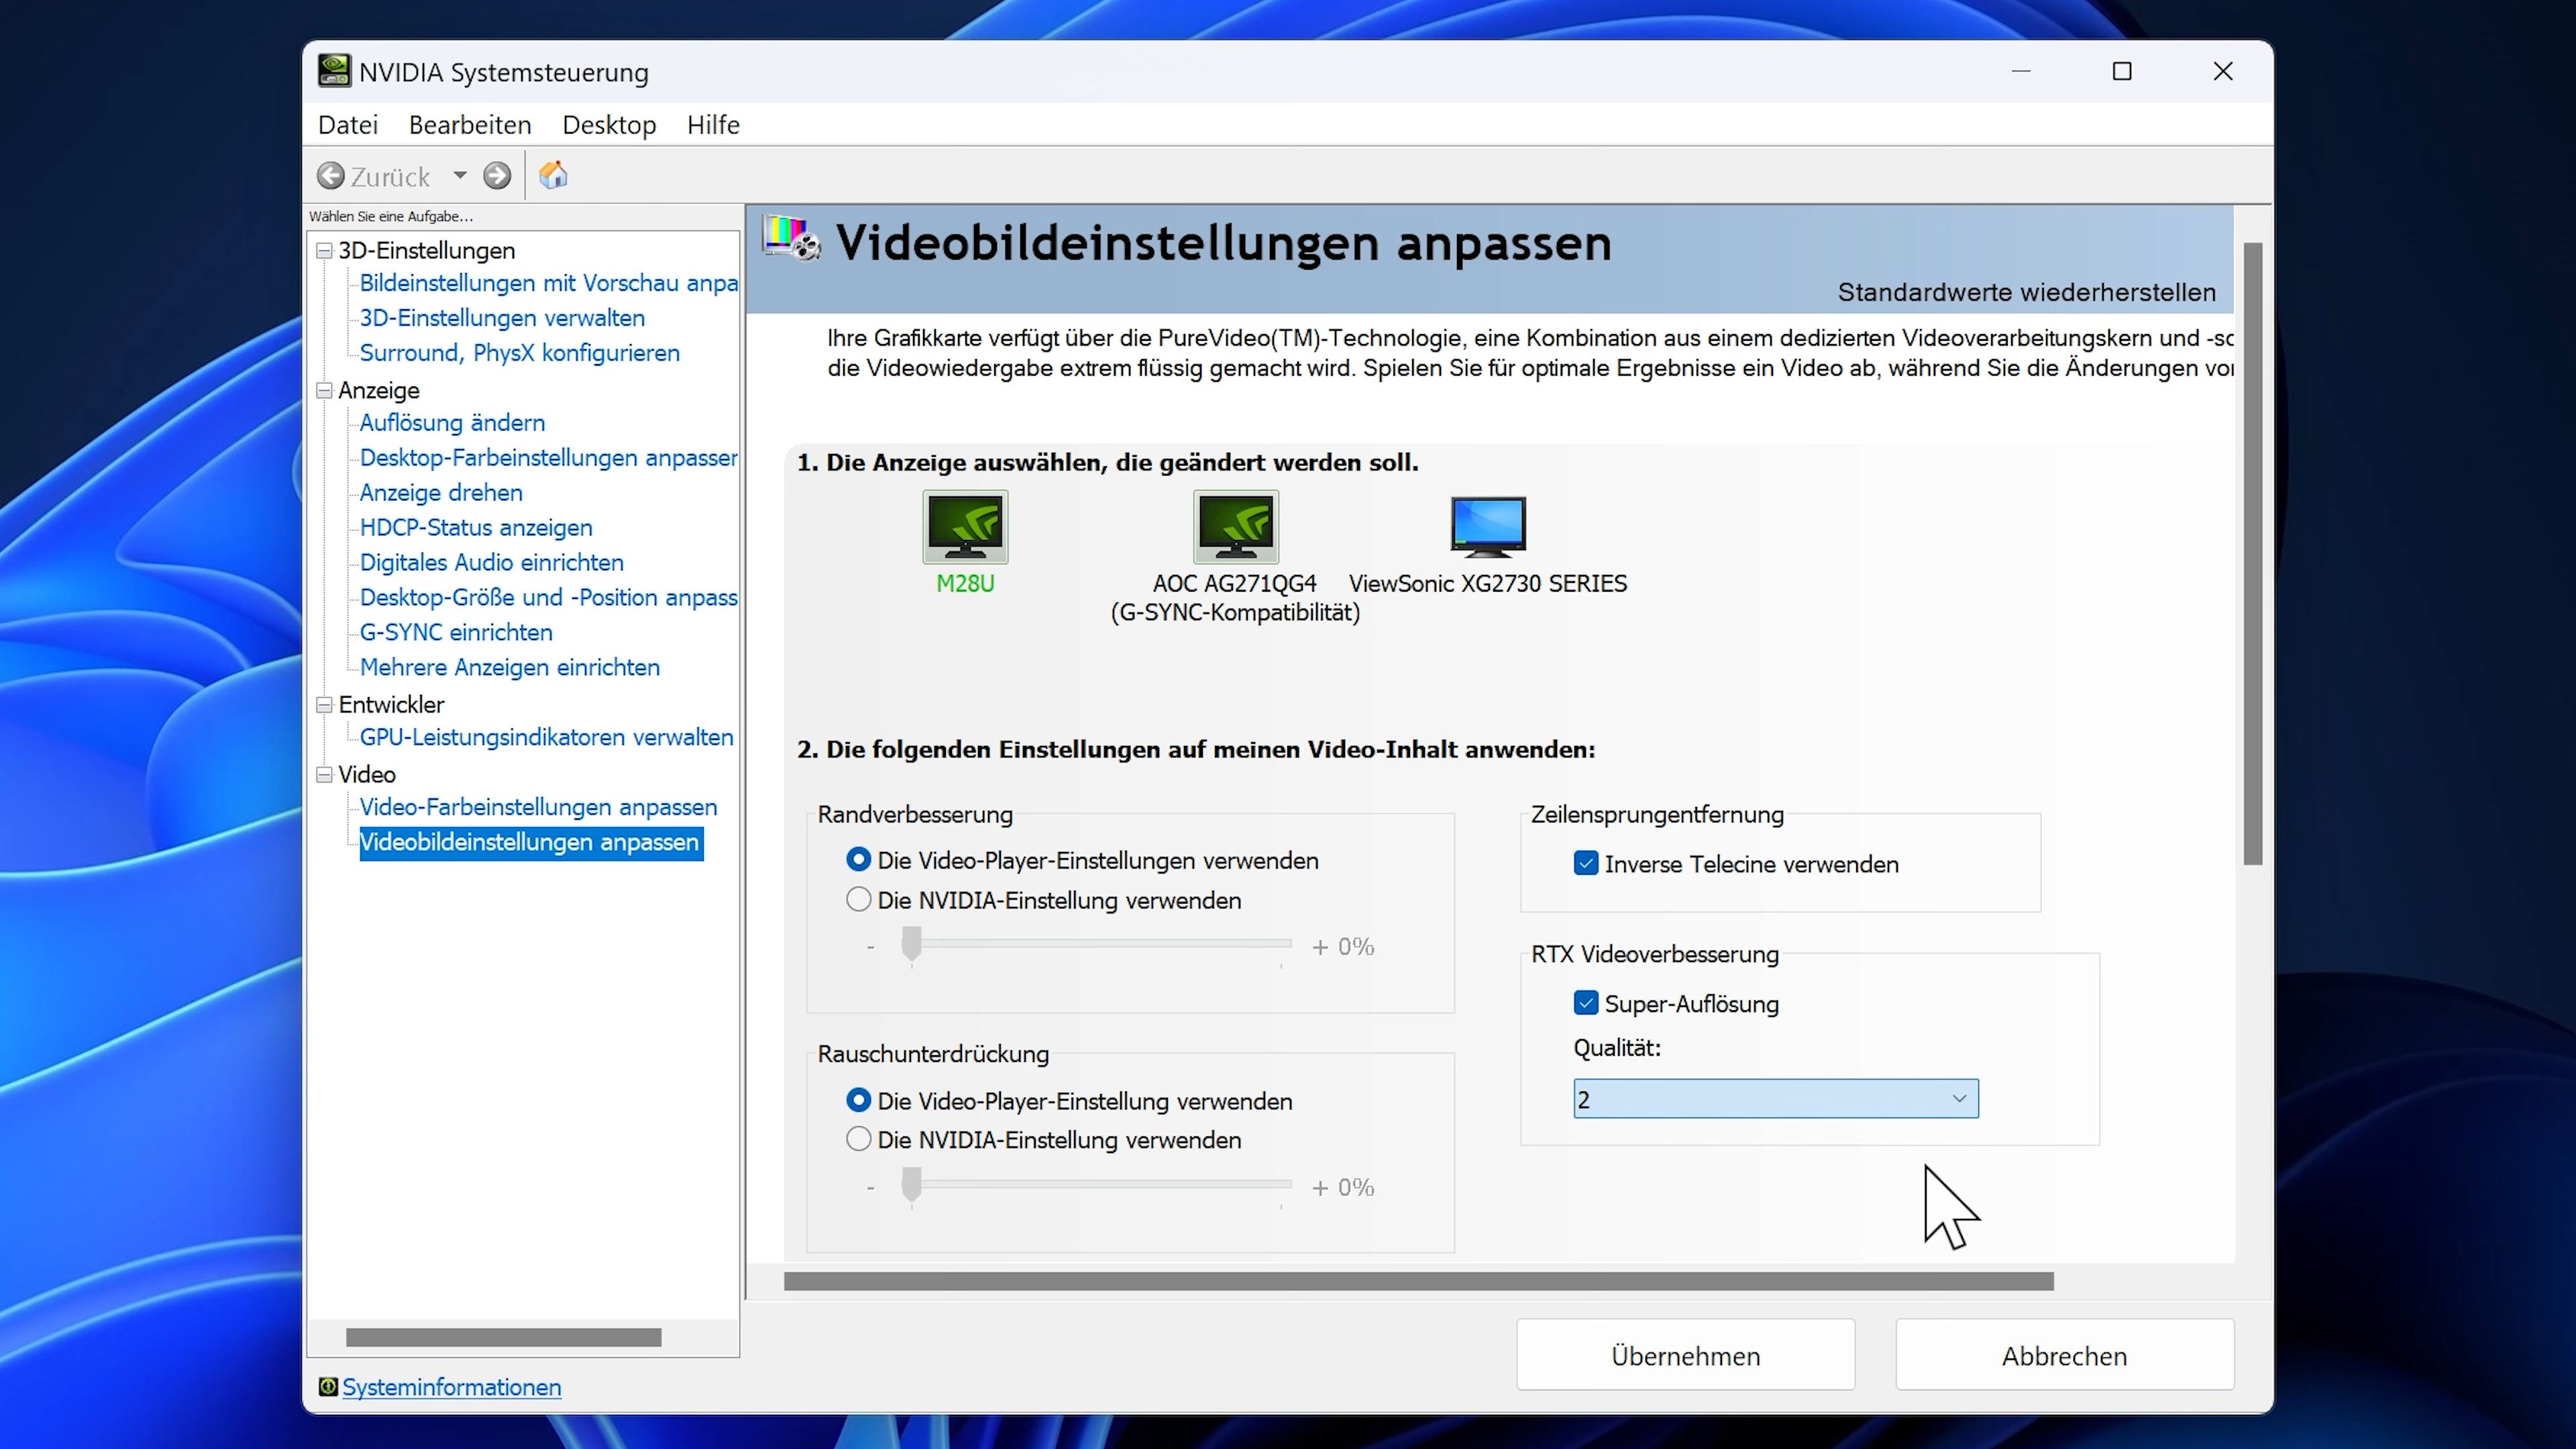 NVIDIA Systemsteuerung
Datei Bearbeiten Desktop Hilfe
Zurück
Wählen Sie eine Aufgabe...
3D-Einstellungen
Bildeinstellungen mit Vorschau anpa
3D-Einstellungen verwalten
Surround, PhysX konfigurieren
Anzeige
Auflösung ändern
Desktop-Farbeinstellungen anpasser
Anzeige drehen
HDCP-Status anzeigen
Digitales Audio einrichten
Desktop-Größe und -Position anpass
G-SYNC einrichten
Mehrere Anzeigen einrichten
Entwickler
GPU-Leistungsindikatoren verwalten
Video
Video-Farbeinstellungen anpassen
Videobildeinstellungen anpassen
Systeminformationen
Videobildeinstellungen anpassen
Standardwerte wiederherstellen
Ihre Grafikkarte verfügt über die PureVideo(TM)-Technologie, eine Kombination aus einem dedizierten Videoverarbeitungskern und -sc
die Videowiedergabe extrem flüssig gemacht wird. Spielen Sie für optimale Ergebnisse ein Video ab, während Sie die Änderungen vor
1. Die Anzeige auswählen, die geändert werden soll.
M28U AOC AG271QG4 ViewSonic XG2730 SERIES
(G-SYNC-Kompatibilität)
2. Die folgenden Einstellungen auf meinen Video-Inhalt anwenden:
Randverbesserung
Die Video-Player-Einstellungen verwenden
Die NVIDIA-Einstellung verwenden
- + 0%
Rauschunterdrückung
Die Video-Player-Einstellung verwenden
Die NVIDIA-Einstellung verwenden
- + 0%
Zeilensprungentfernung
Inverse Telecine verwenden
RTX Videoverbesserung
Super-Auflösung
Qualität:
2
Übernehmen Abbrechen